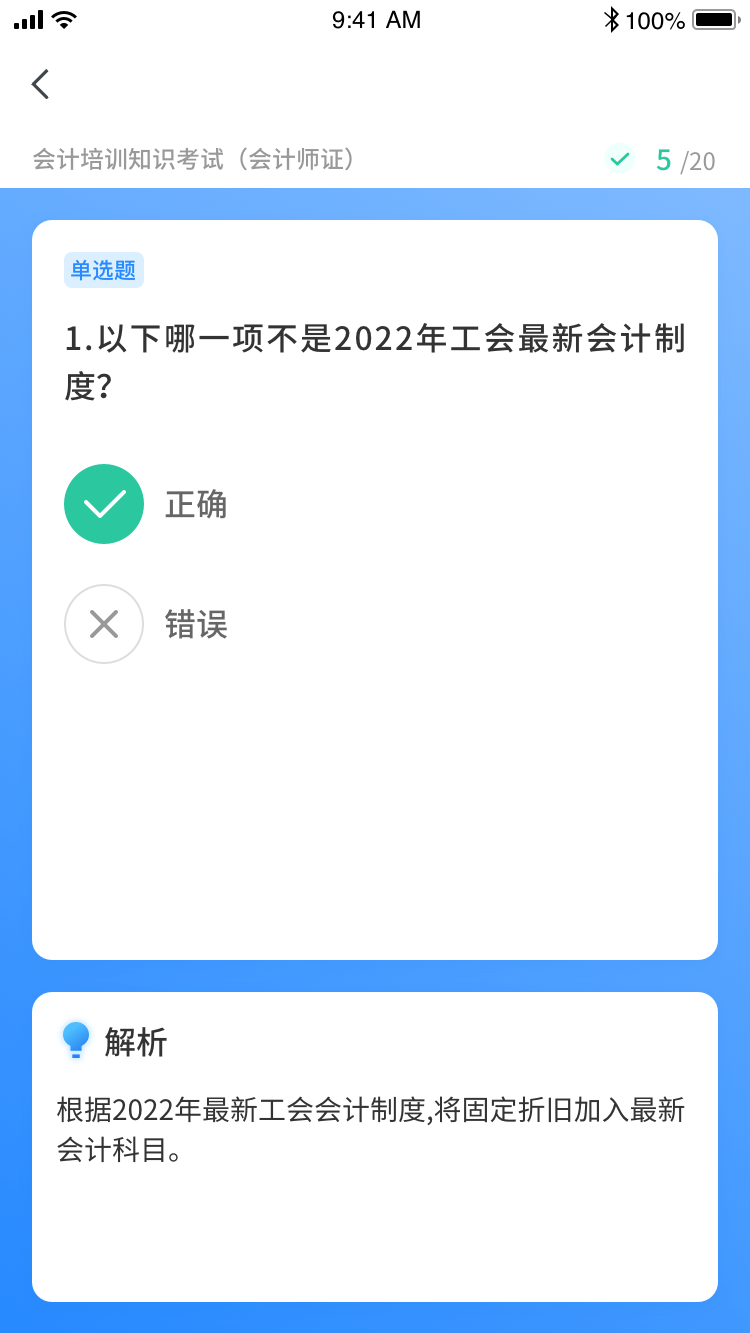 9:41 AM
100%
会计培训知识考试（会计师证）
5 /20
单选题
1.以下哪一项不是2022年工会最新会计制
度?
正确
错误
解析
根据2022年最新工会会计制度,将固定折旧加入最新
会计科目。